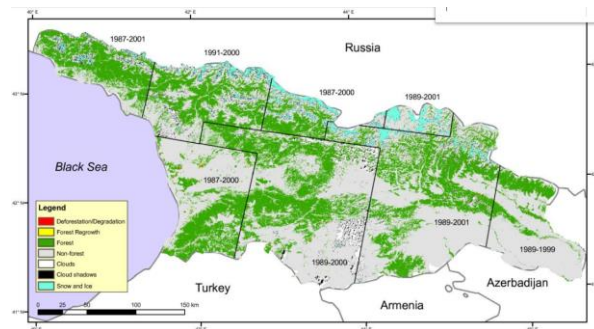 1987-2001
1991-2000
Russia
1987-2000
1989-2001
Black Sea
1987-2000
1989-2001
1989-2000
1989-1999
Legend
Deforestation/Degradation
Forest Regrowth
Forest
Non-forest
Clouds
Cloud shadows
Snow and Ice
0 25 50 100 150 km
Turkey
Armenia
Azerbadijan